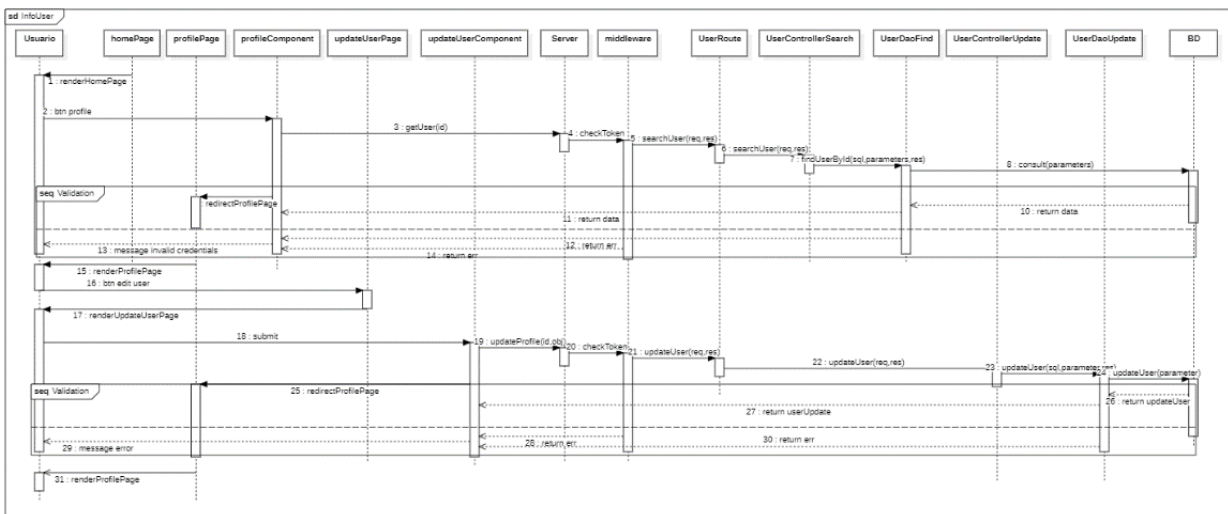 sd InfoUser
Usuario
homePage
profilePage
profileComponent
updateUserPage
updateUserComponent
Server
middleware
UserRoute
UserControllerSearch
UserDaoFind
UserControllerUpdate
UserDaoUpdate
BD
1 : renderHomePage
2 : btn profile
3 : getUser(id)
4 : checkToken
5 : searchUser(req,res)
6 : searchUser(req,res)
7 : findUserById(sql,parameters,res)
8 : consult(parameters)
seq Validation
: redirectProfilePage
10 : return data
11 : return data
12 : return err
13 : message invalid credentials
14 : return err
15 : renderProfilePage
16 : btn edit user
17 : renderUpdateUserPage
18 : submit
19 : updateProfile(id,obj)
20 : checkToken
21 : updateUser(req,res)
22 : updateUser(req,res)
23 : updateUser(sql,parameter,res)
24 : updateUser(parameter)
seq Validation
25 : redirectProfilePage
26 : return updateUser
27 : return userUpdate
28 : return err
29 : message error
30 : return err
31 : renderProfilePage